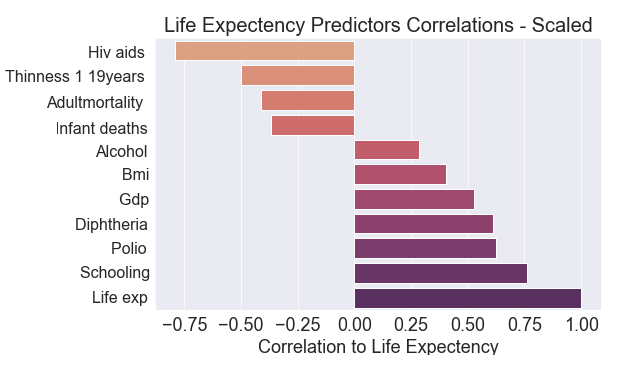 Life Expectency Predictors Correlations - Scaled
Hiv aids
Thinness 1 19years
Adultmortality
Infant deaths
Alcohol
Bmi
Gdp
Diphtheria
Polio
Schooling
Life exp
−0.75 −0.50 −0.25 0.00 0.25 0.50 0.75 1.00
Correlation to Life Expectency